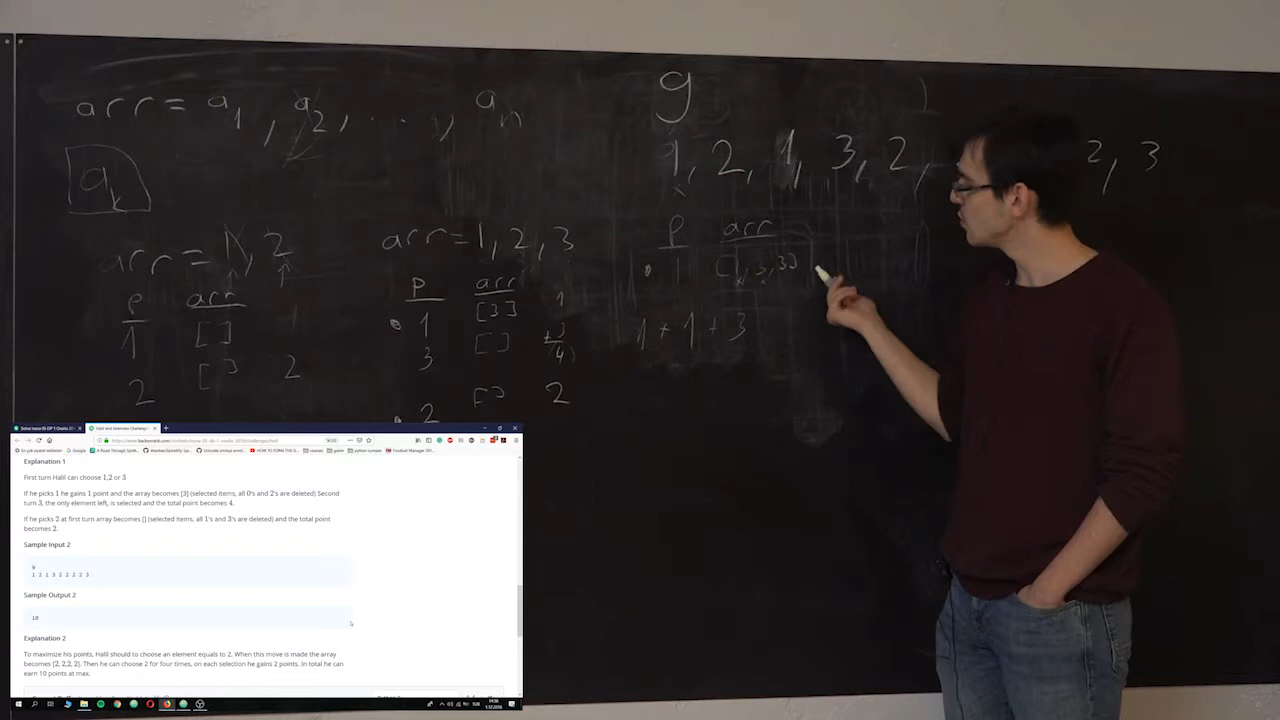 arr = a1, a2, ..., an
ak
arr = 1, 2
P arr
1 [] 1
2 [] 2
arr = 1, 2, 3
P arr
1 [3] 1
3 [] +3
4
2 [] 2
9
1, 2, 1, 3, 2,
2, 3
P arr
1 [1, 3, 3]
1 + 1 + 3
Explanation 1
First turn Halil can choose 1,2 or 3
If he picks 1 he gains 1 point and the array becomes [3] (selected items, all 0's and 2's are deleted) Second
turn 3, the only element left, is selected and the total point becomes 4.
If he picks 2 at first turn array becomes [] (selected items, all 1's and 3's are deleted) and the total point
becomes 2.
Sample Input 2
9
1 2 1 3 2 2 2 2 3
Sample Output 2
10
Explanation 2
To maximize his points, Halil should to choose an element equals to 2. When this move is made the array
becomes [2, 2, 2, 2]. Then he can choose 2 for four times, on each selection he gains 2 points. In total he can
earn 10 points at max.